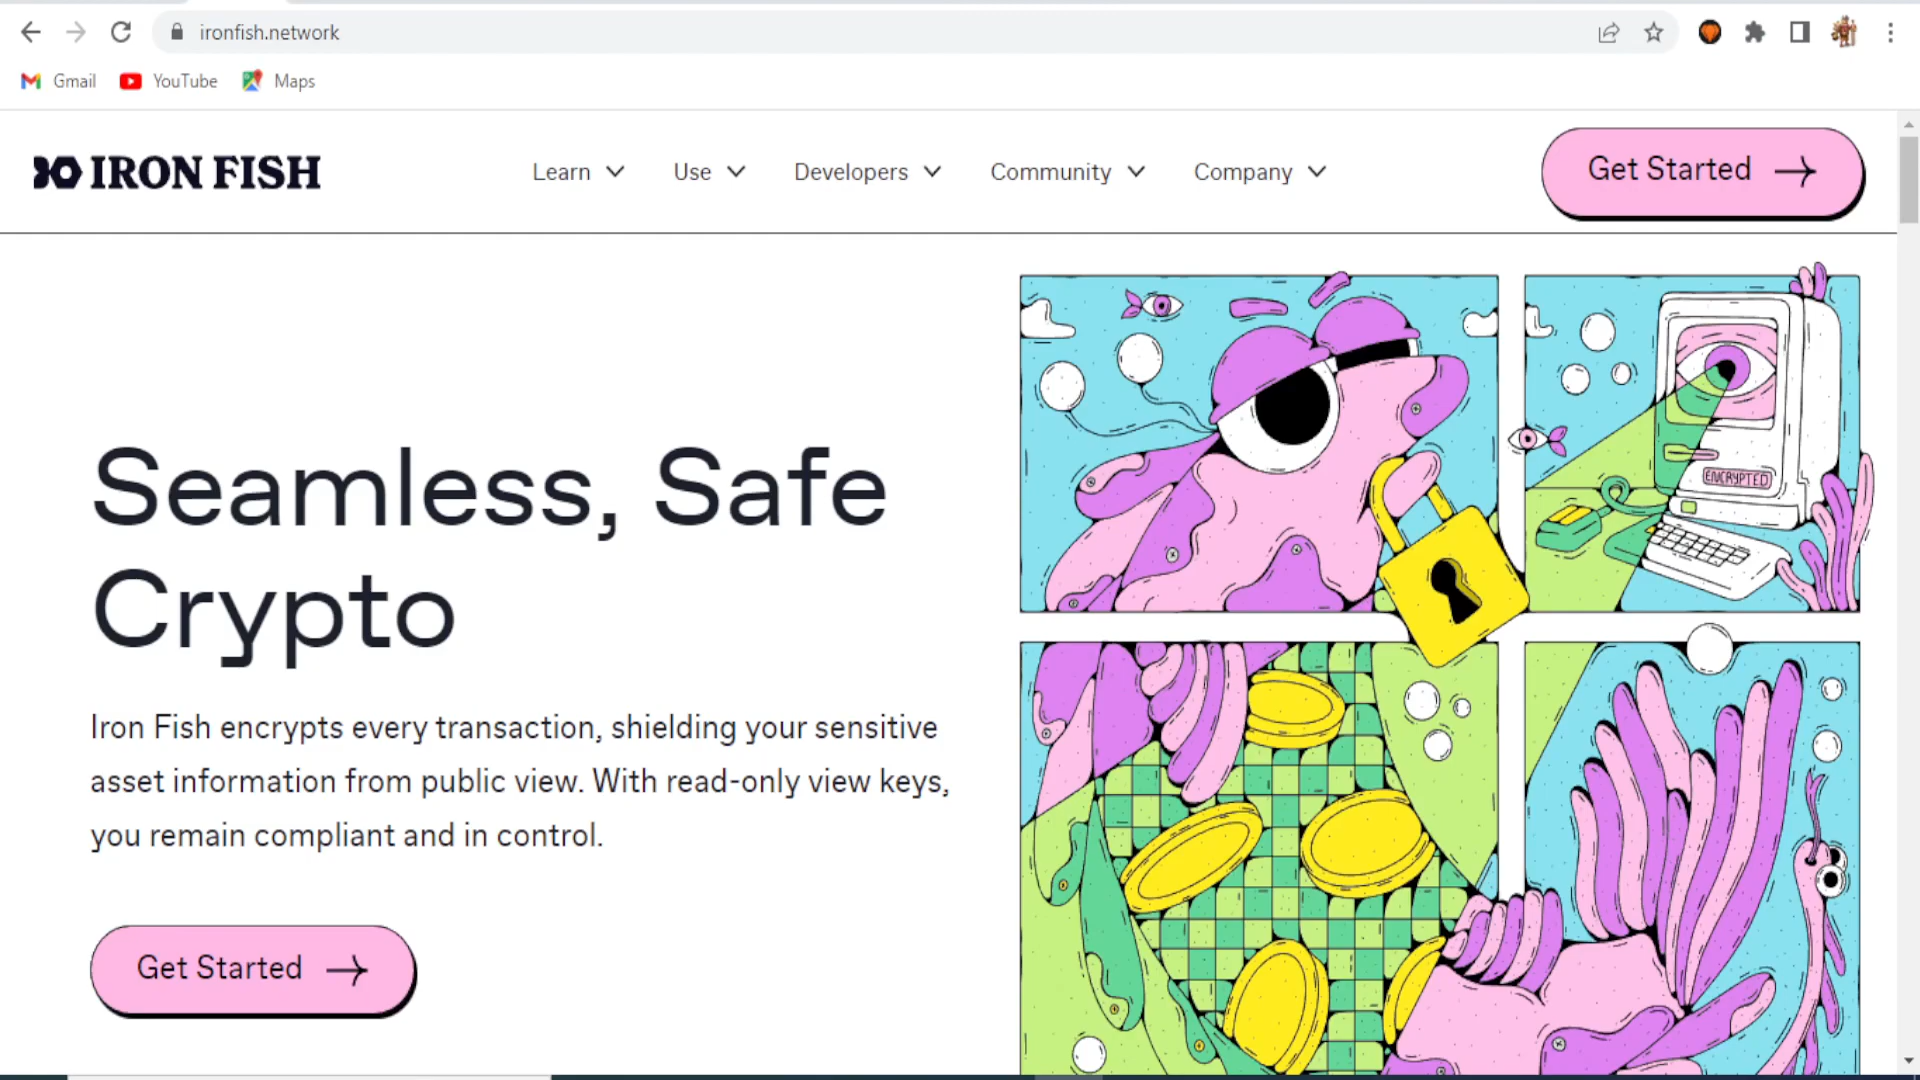 ironfish.network
Gmail YouTube Maps
IRON FISH Learn Use Developers Community Company Get Started
ENCRYPTED
Seamless, Safe
Crypto
Iron Fish encrypts every transaction, shielding your sensitive
asset information from public view. With read-only view keys,
you remain compliant and in control.
Get Started